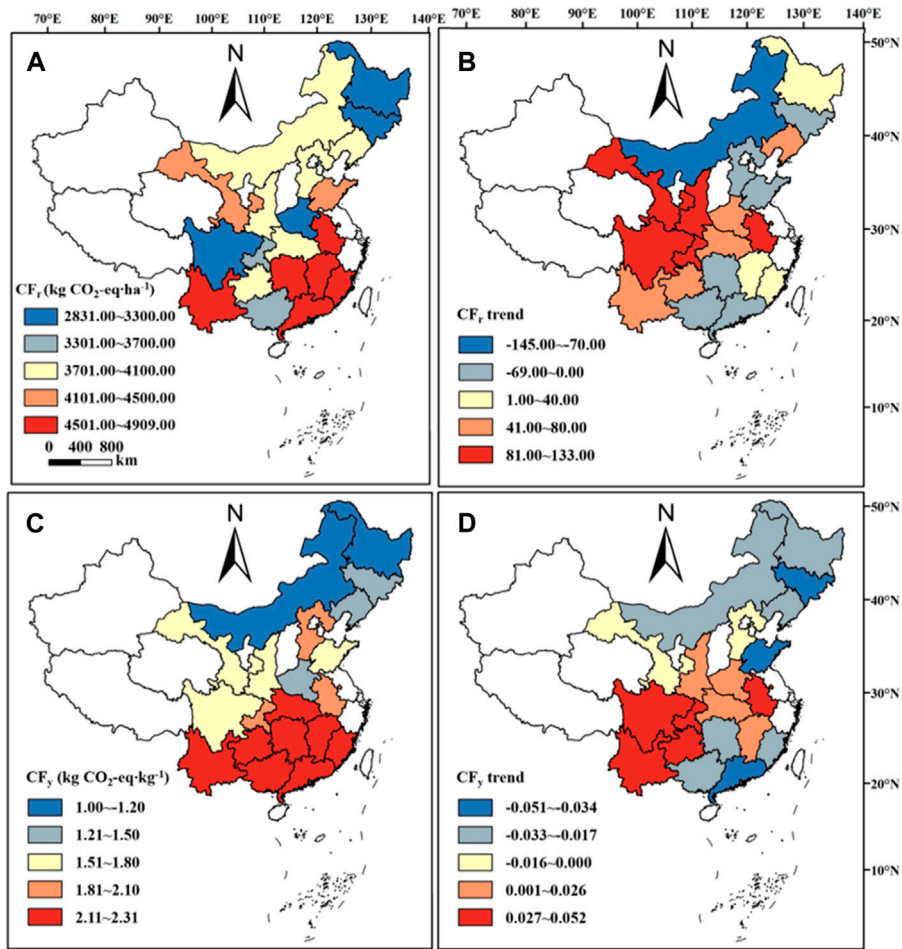 70°E 80°E 90°E 100°E 110°E 120°E 130°E 140°E 70°E 80°E 90°E 100°E 110°E 120°E 130°E 140°E
A
N
CFr (kg CO2-eq·ha-1)
2831.00~3300.00
3301.00~3700.00
3701.00~4100.00
4101.00~4500.00
4501.00~4909.00
0 400 800
km
B
N
50°N
40°N
30°N
20°N
10°N
CFr trend
-145.00~-70.00
-69.00~0.00
1.00~40.00
41.00~80.00
81.00~133.00
C
N
CFy (kg CO2-eq·kg-1)
1.00~-1.20
1.21~1.50
1.51~1.80
1.81~2.10
2.11~2.31
D
N
50°N
40°N
30°N
20°N
10°N
CFy trend
-0.051~-0.034
-0.033~-0.017
-0.016~0.000
0.001~0.026
0.027~0.052